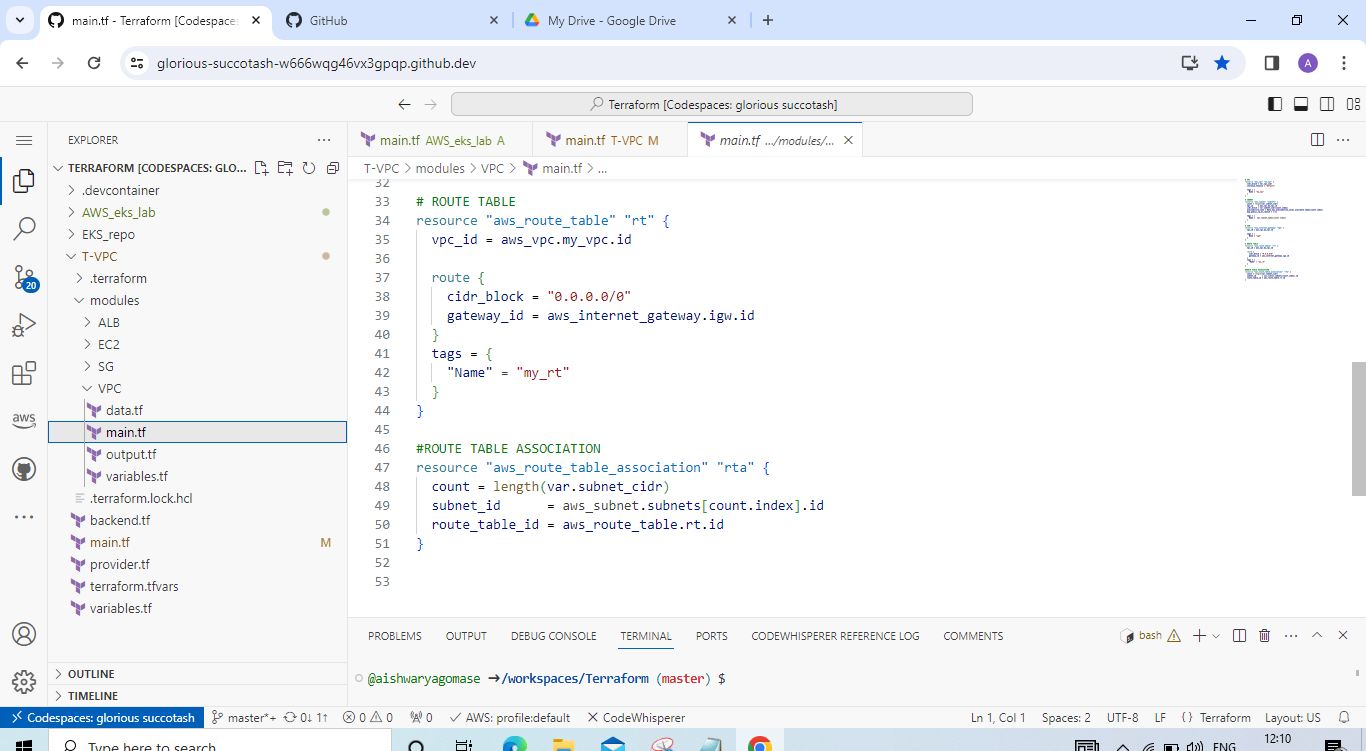 main.tf - Terraform [Codespaces
GitHub
My Drive - Google Drive
glorious-succotash-w666wqg46vx3gpqp.github.dev
A
Terraform [Codespaces: glorious succotash]
EXPLORER
TERRAFORM [CODESPACES: GLO...
.devcontainer
AWS_eks_lab
EKS_repo
T-VPC
.terraform
modules
ALB
EC2
SG
VPC
data.tf
main.tf
output.tf
variables.tf
.terraform.lock.hcl
backend.tf
main.tf M
provider.tf
terraform.tfvars
variables.tf
OUTLINE
TIMELINE
20
aws
main.tf AWS_eks_lab A
main.tf T-VPC M
main.tf .../modules/...
T-VPC > modules > VPC > main.tf > ...
32
33 # ROUTE TABLE
34 resource "aws_route_table" "rt" {
35 vpc_id = aws_vpc.my_vpc.id
36
37 route {
38 cidr_block = "0.0.0.0/0"
39 gateway_id = aws_internet_gateway.igw.id
40 }
41 tags = {
42 "Name" = "my_rt"
43 }
44 }
45
46 #ROUTE TABLE ASSOCIATION
47 resource "aws_route_table_association" "rta" {
48 count = length(var.subnet_cidr)
49 subnet_id = aws_subnet.subnets[count.index].id
50 route_table_id = aws_route_table.rt.id
51 }
52
53
PROBLEMS OUTPUT DEBUG CONSOLE TERMINAL PORTS CODEWHISPERER REFERENCE LOG COMMENTS
bash
@aishwaryagomase →/workspaces/Terraform (master) $
Codespaces: glorious succotash master*+ 0↓ 1↑ 0 0 0 AWS: profile:default CodeWhisperer
Ln 1, Col 1 Spaces: 2 UTF-8 LF {} Terraform Layout: US
Type here to search
ENG
12:10